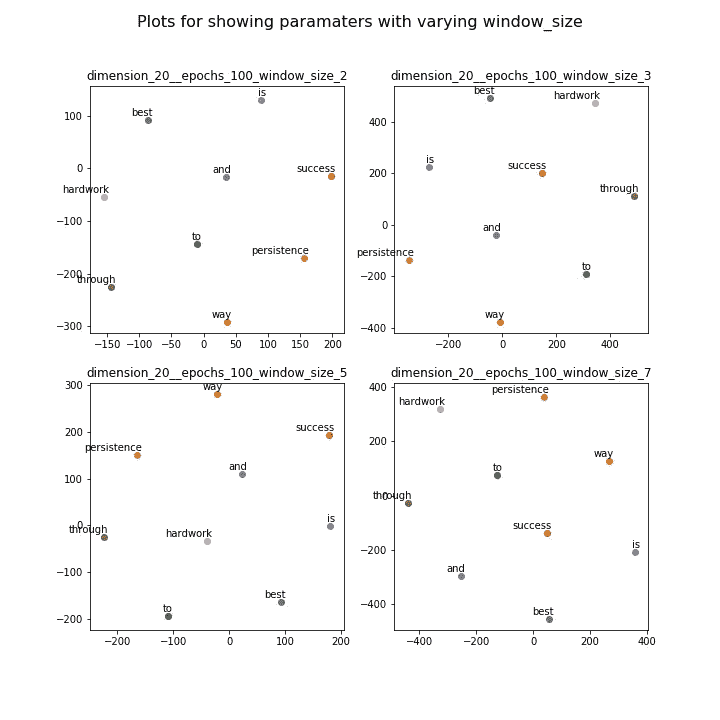 Plots for showing paramaters with varying window_size
dimension_20__epochs_100_window_size_2
is
best
100
0
and
success
hardwork
−100
to
persistence
−200
through
way
−300
−150 −100 −50 0 50 100 150 200
dimension_20__epochs_100_window_size_3
best
hardwork
400
is
success
200
through
0
and
persistence
to
−200
way
−400
−200 0 200 400
dimension_20__epochs_100_window_size_5
300
way
success
200
persistence
and
100
is
0
through
hardwork
−100
best
to
−200
−200 −100 0 100 200
dimension_20__epochs_100_window_size_7
400
persistence
hardwork
200
way
to
0
through
success
is
−200
and
best
−400
−400 −200 0 200 400